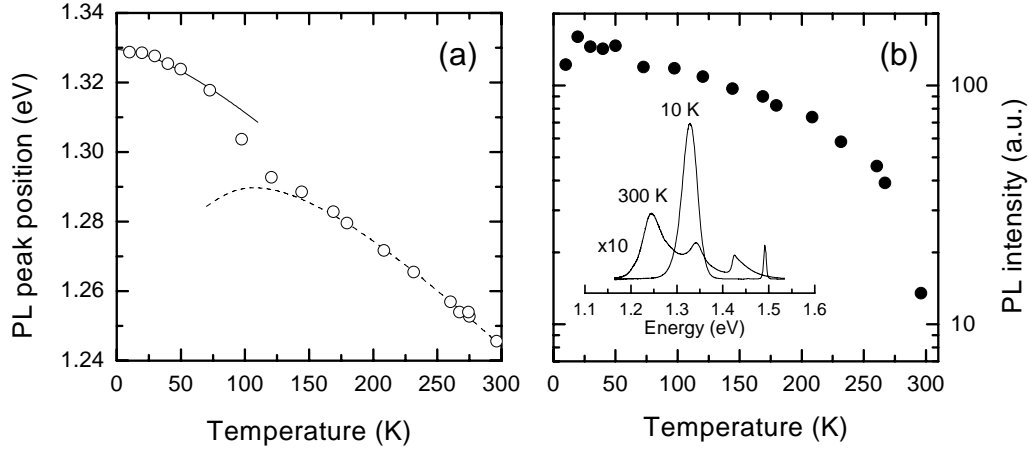 (a)
PL peak position (eV)
1.33
1.32
1.30
1.28
1.26
1.24
0 50 100 150 200 250 300
Temperature (K)
(b)
PL intensity (a.u.)
100
10
10 K
300 K
x10
1.1 1.2 1.3 1.4 1.5 1.6
Energy (eV)
0 50 100 150 200 250 300
Temperature (K)